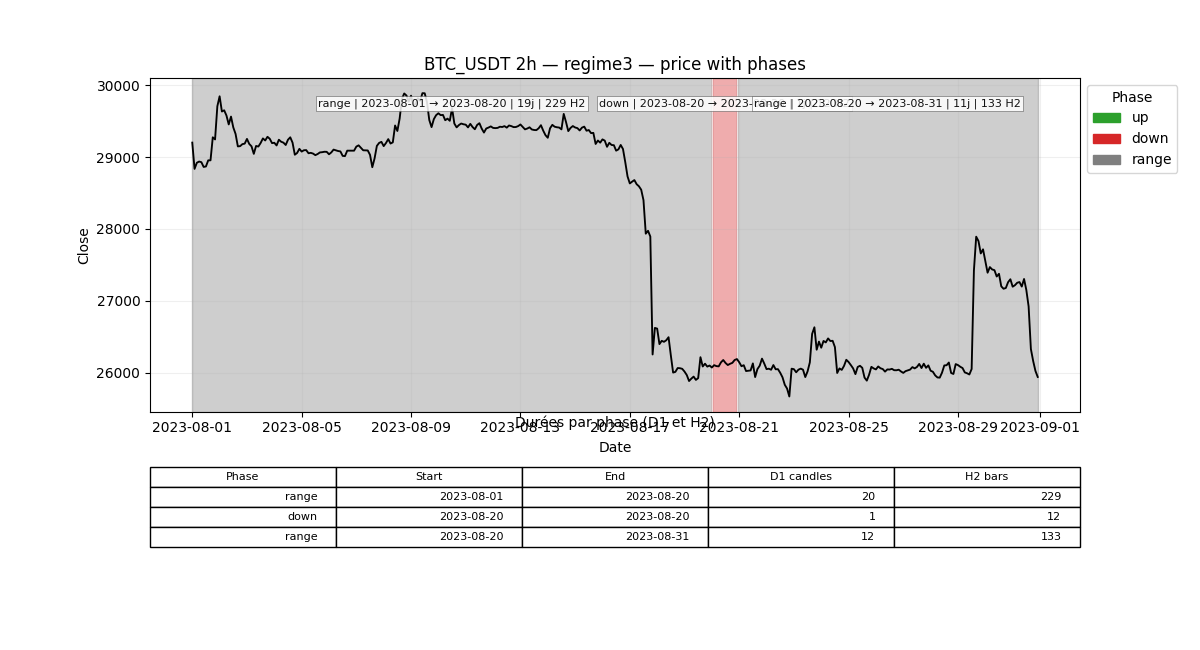 BTC_USDT 2h — regime3 — price with phases
30000
29000
28000
27000
26000
Close
range | 2023-08-01 → 2023-08-20 | 19j | 229 H2
down | 2023-08-20 → 2023-
range | 2023-08-20 → 2023-08-31 | 11j | 133 H2
Phase
up
down
range
2023-08-01 2023-08-05 2023-08-09 2023-08-13 2023-08-17 2023-08-21 2023-08-25 2023-08-29 2023-09-01
Durées par phase (D1 et H2)
Date
Phase Start End D1 candles H2 bars
range 2023-08-01 2023-08-20 20 229
down 2023-08-20 2023-08-20 1 12
range 2023-08-20 2023-08-31 12 133